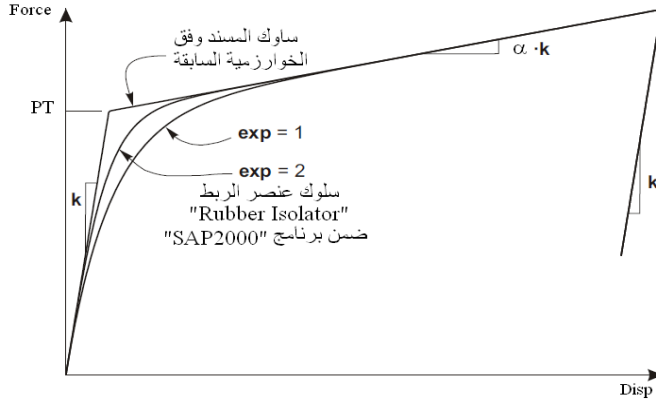 Force
ساوك المسند وفق
الخوارزمية السابقة
α · k
PT
exp = 1
exp = 2
k
k
سلوك عنصر الربط
"Rubber Isolator"
ضمن برنامج "SAP2000"
Disp